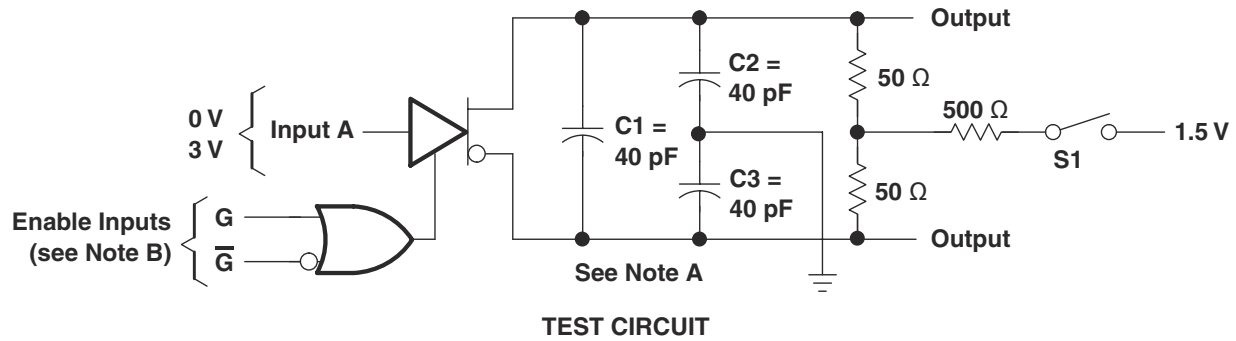 Output
C2 =
40 pF
50 Ω
500 Ω
0 V
3 V
Input A
C1 =
40 pF
1.5 V
S1
C3 =
40 pF
50 Ω
Enable Inputs
(see Note B)
G
G̅
Output
See Note A
TEST CIRCUIT